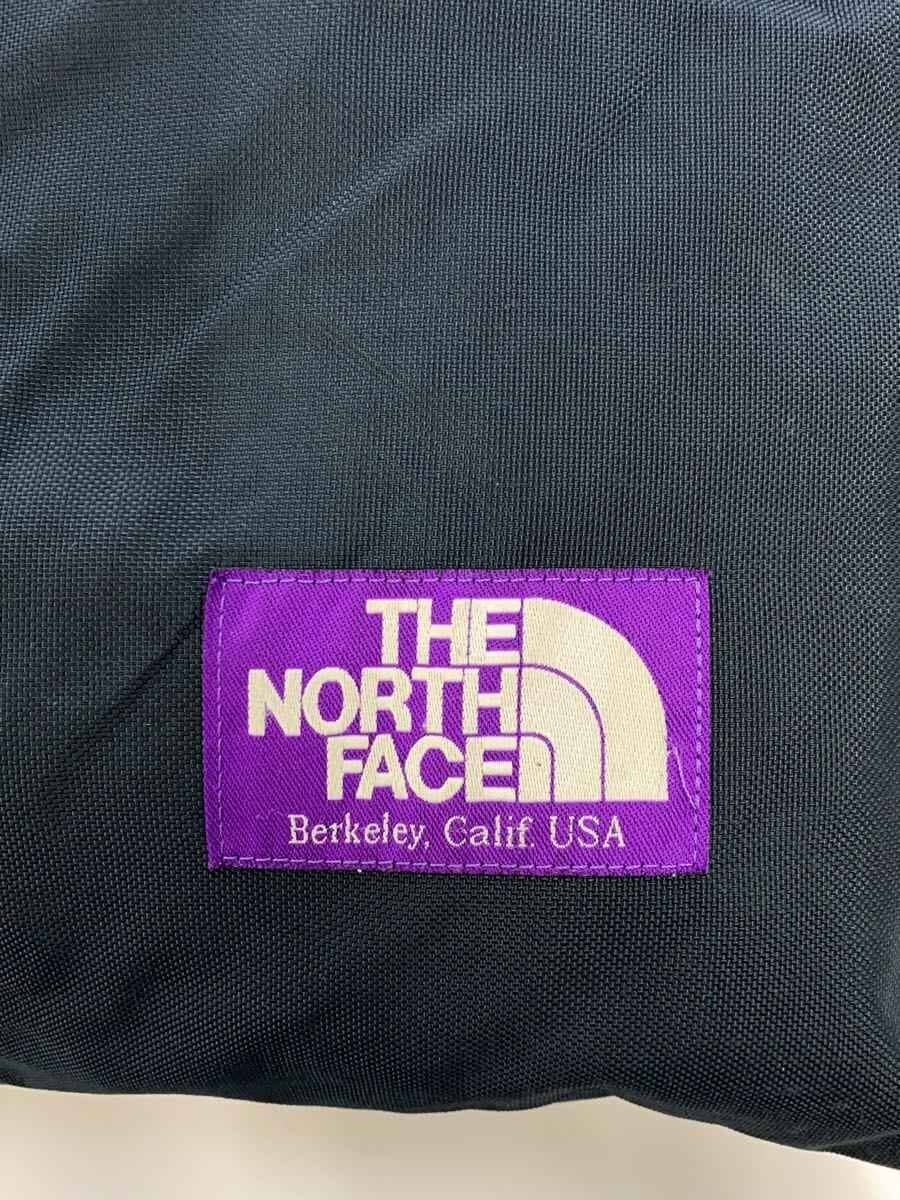 THE
NORTH
FACE
Berkeley, Calif. USA